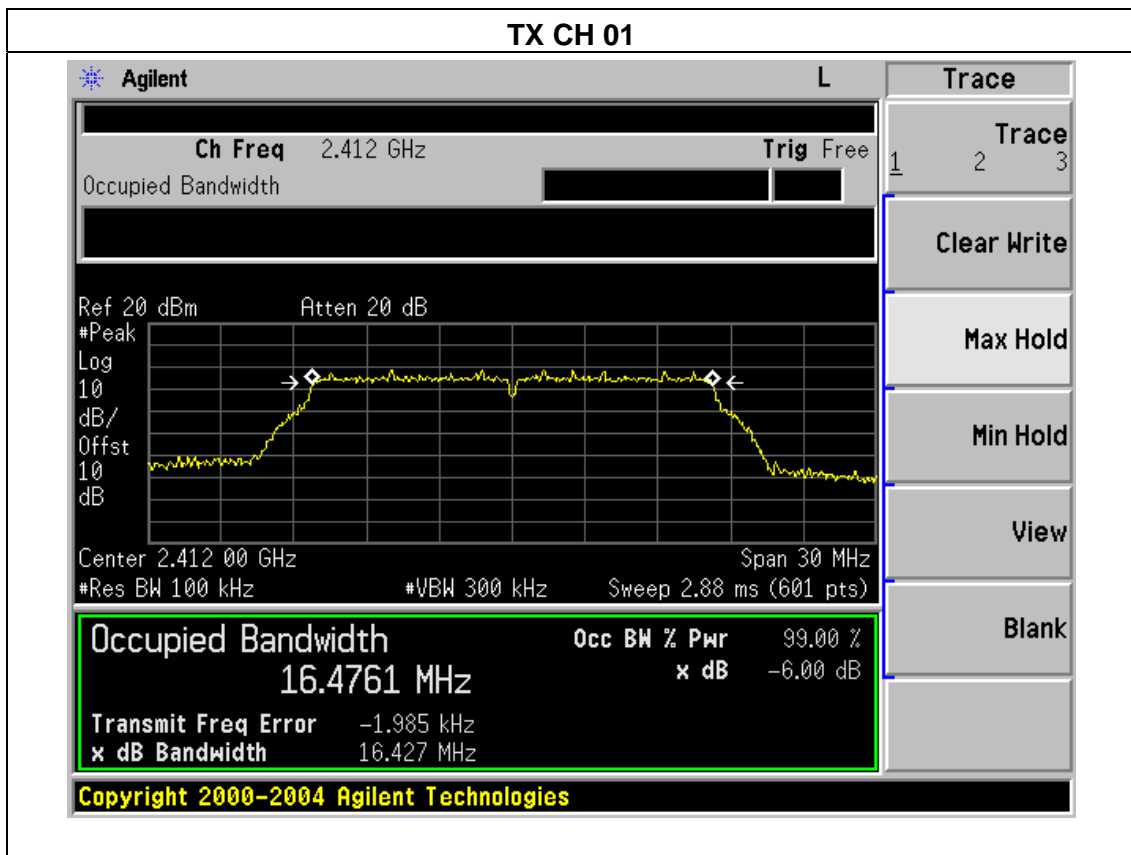 TX CH 01
Agilent L
Trace
Ch Freq 2.412 GHz Trig Free
Occupied Bandwidth
Trace
1 2 3
Clear Write
Max Hold
Min Hold
View
Blank
Ref 20 dBm Atten 20 dB
#Peak
Log
10
dB/
Offst
10
dB
Center 2.412 00 GHz Span 30 MHz
#Res BW 100 kHz #VBW 300 kHz Sweep 2.88 ms (601 pts)
Occupied Bandwidth Occ BW % Pwr 99.00 %
16.4761 MHz x dB -6.00 dB
Transmit Freq Error -1.985 kHz
x dB Bandwidth 16.427 MHz
Copyright 2000-2004 Agilent Technologies